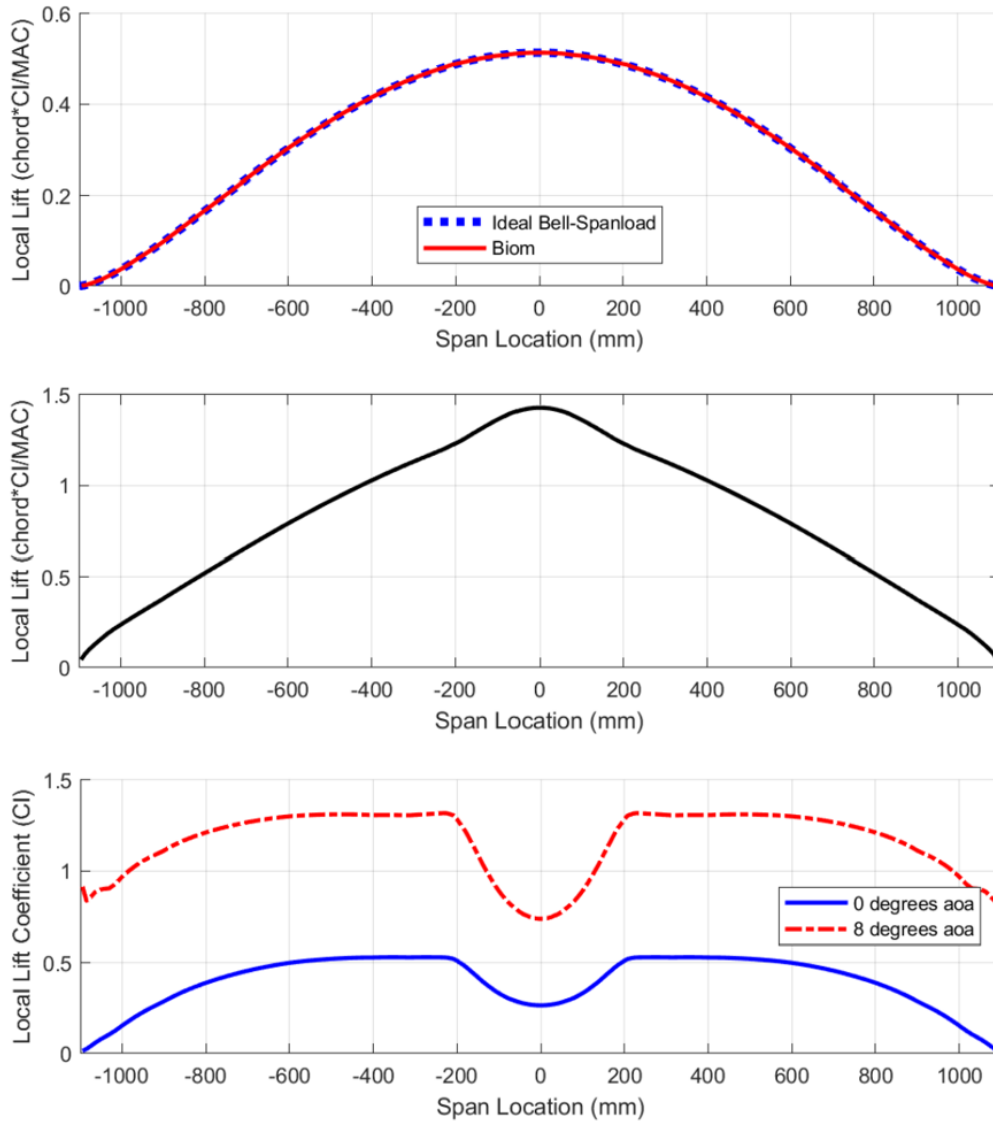 0.6
0.4
0.2
0
Local Lift (chord*Cl/MAC)
Ideal Bell-Spanload
Biom
-1000 -800 -600 -400 -200 0 200 400 600 800 1000
Span Location (mm)
1.5
1
0.5
0
Local Lift (chord*Cl/MAC)
-1000 -800 -600 -400 -200 0 200 400 600 800 1000
Span Location (mm)
1.5
1
0.5
0
Local Lift Coefficient (Cl)
0 degrees aoa
8 degrees aoa
-1000 -800 -600 -400 -200 0 200 400 600 800 1000
Span Location (mm)